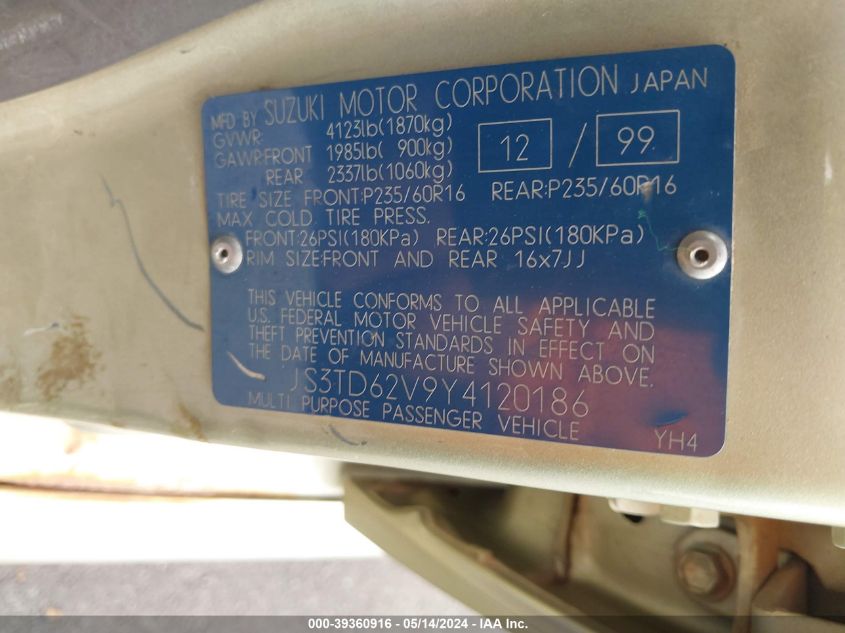 MFD BY SUZUKI MOTOR CORPORATION JAPAN
GVWR: 4123lb(1870kg)
GAWR:FRONT 1985lb( 900kg) 12 / 99
REAR 2337lb(1060kg)
TIRE SIZE FRONT:P235/60R16 REAR:P235/60R16
MAX COLD TIRE PRESS.
FRONT:26PSI(180KPa) REAR:26PSI(180KPa)
RIM SIZE:FRONT AND REAR 16x7JJ
THIS VEHICLE CONFORMS TO ALL APPLICABLE
U.S. FEDERAL MOTOR VEHICLE SAFETY AND
THEFT PREVENTION STANDARDS IN EFFECT ON
THE DATE OF MANUFACTURE SHOWN ABOVE.
JS3TD62V9Y4120186
MULTI PURPOSE PASSENGER VEHICLE
YH4
000-39360916 - 05/14/2024 - IAA Inc.